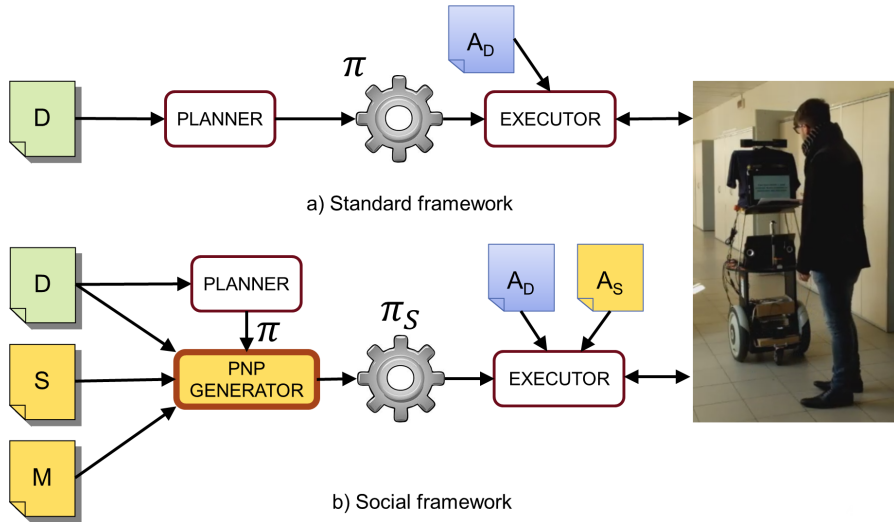 D
PLANNER
π
A_D
EXECUTOR
a) Standard framework
D
PLANNER
π
S
PNP
GENERATOR
π_S
A_D
A_S
EXECUTOR
M
b) Social framework